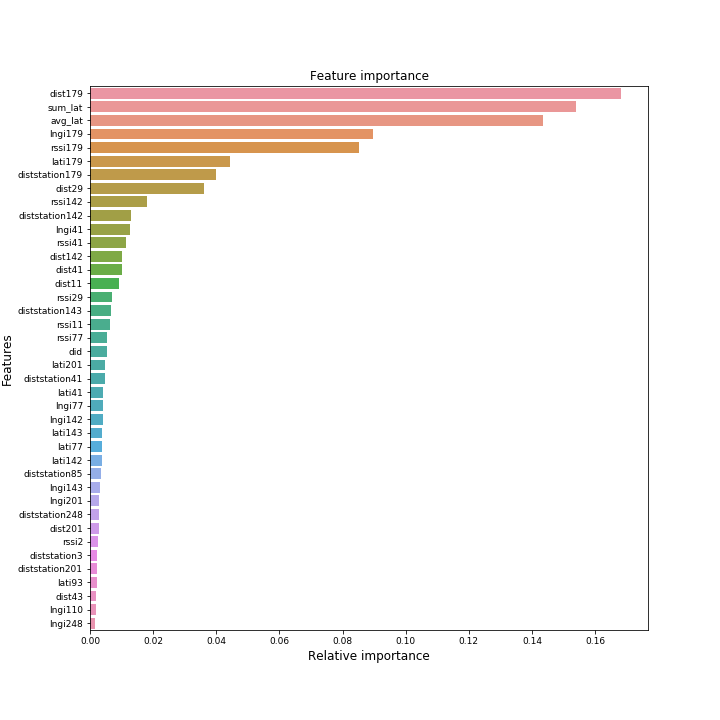 Feature importance
dist179
sum_lat
avg_lat
lngi179
rssi179
lati179
diststation179
dist29
rssi142
diststation142
lngi41
rssi41
dist142
dist41
dist11
rssi29
diststation143
rssi11
rssi77
did
lati201
diststation41
lati41
lngi77
lngi142
lati143
lati77
lati142
diststation85
lngi143
lngi201
diststation248
dist201
rssi2
diststation3
diststation201
lati93
dist43
lngi110
lngi248
Features
0.00 0.02 0.04 0.06 0.08 0.10 0.12 0.14 0.16
Relative importance